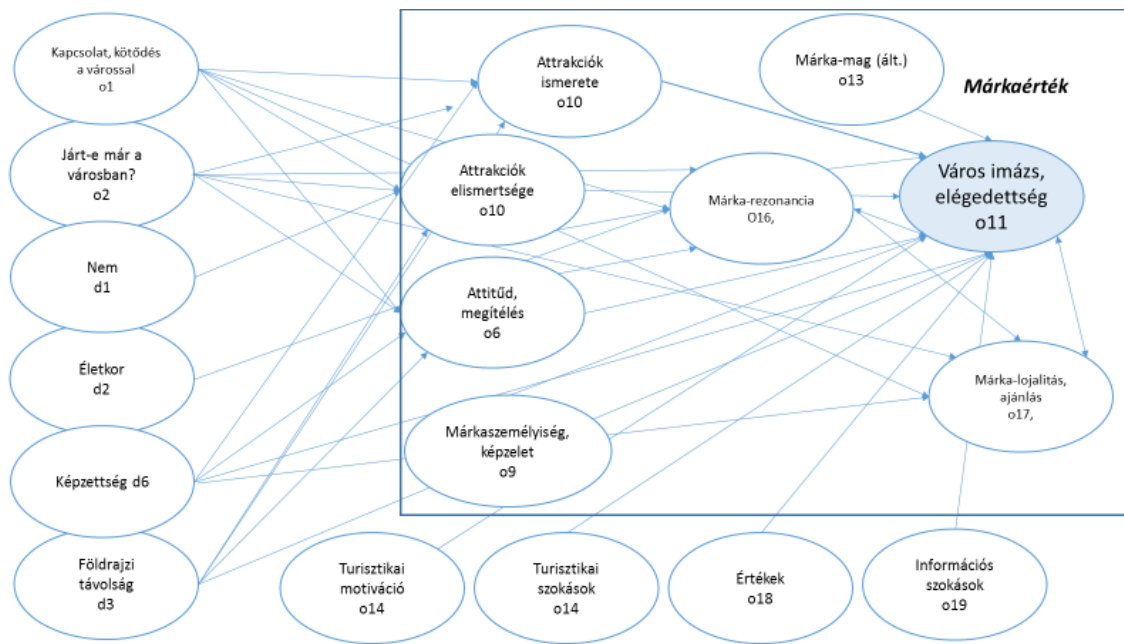 Kapcsolat, kötődés
a várossal
o1
Járt-e már a
városban?
o2
Nem
d1
Életkor
d2
Képzettség d6
Földrajzi
távolság
d3
Attrakciók
ismerete
o10
Attrakciók
elismertsége
o10
Attitűd,
megítélés
o6
Márkaszemélyiség,
képzelet
o9
Márka-mag (ált.)
o13
Márkaérték
Márka-rezonancia
O16,
Város imázs,
elégedettség
o11
Márka-lojalitás,
ajánlás
o17,
Turisztikai
motiváció
o14
Turisztikai
szokások
o14
Értékek
o18
Információs
szokások
o19